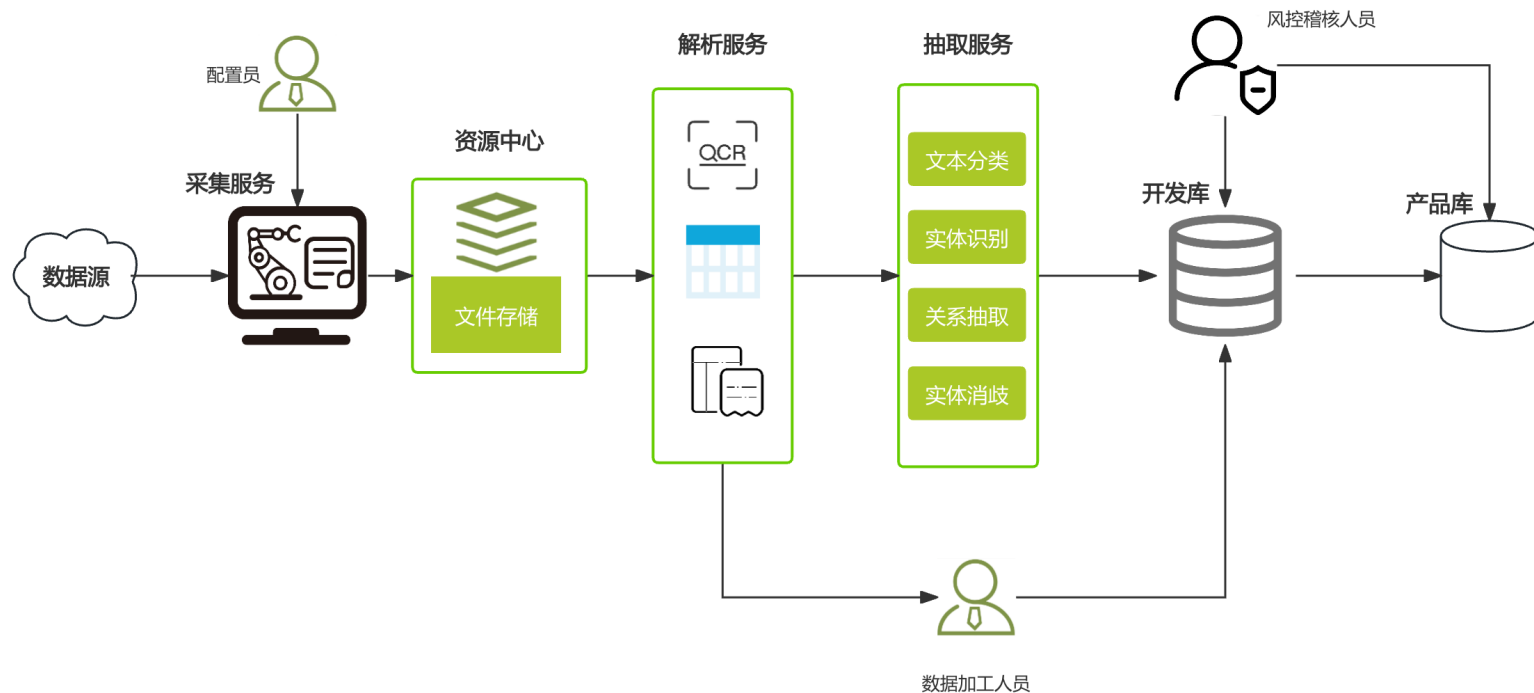 风控稽核人员
解析服务
抽取服务
配置员
资源中心
QCR
文本分类
采集服务
开发库
产品库
实体识别
数据源
文件存储
关系抽取
实体消歧
数据加工人员